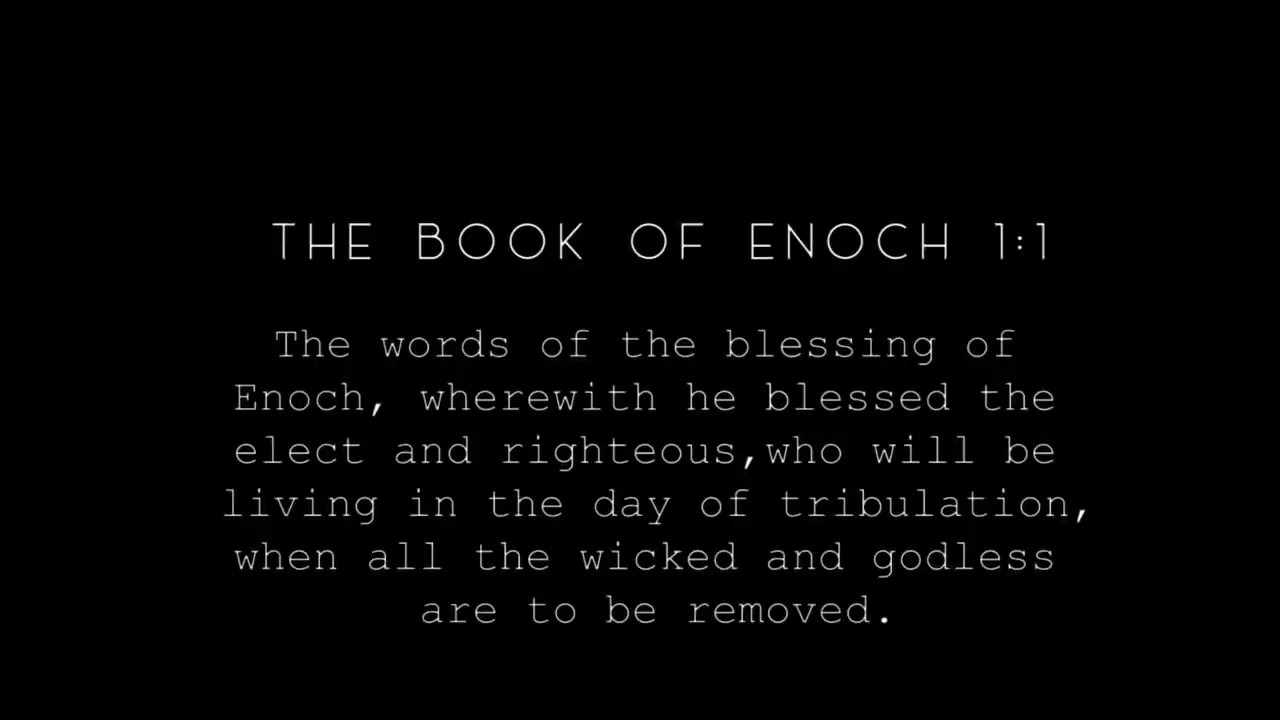 THE BOOK OF ENOCH 1:1
The words of the blessing of
Enoch, wherewith he blessed the
elect and righteous,who will be
living in the day of tribulation,
when all the wicked and godless
are to be removed.